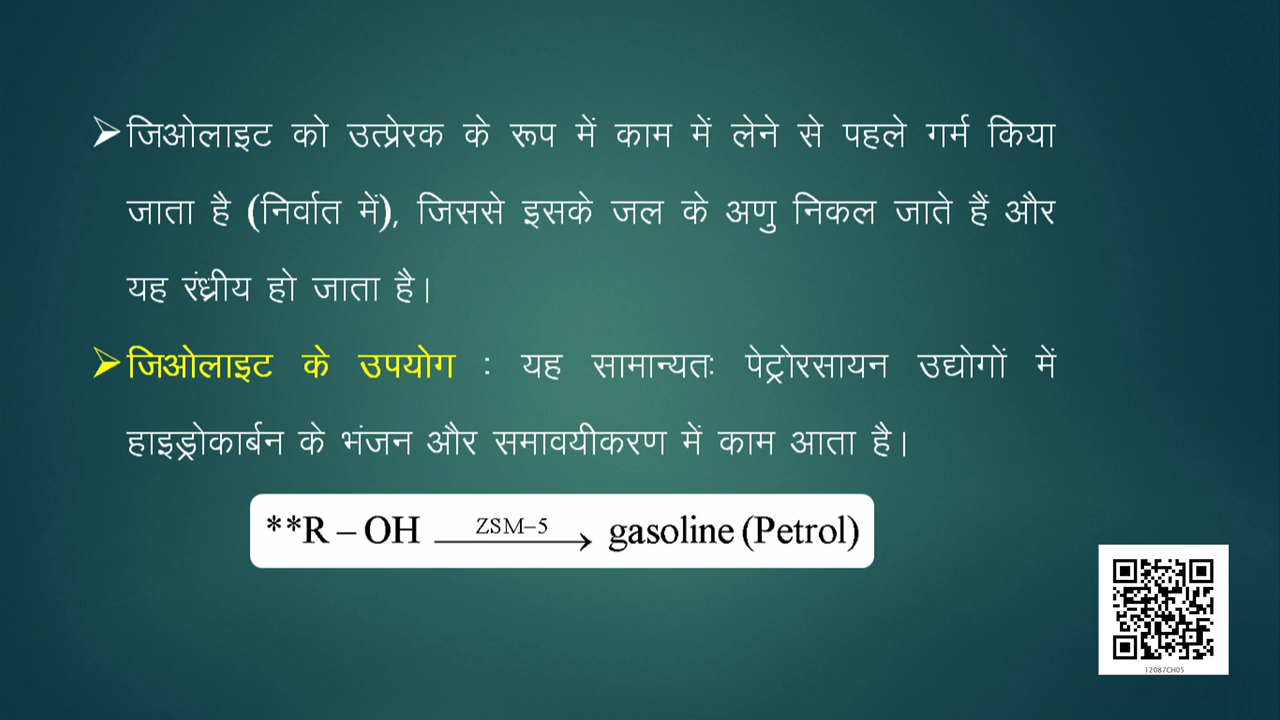 ➢जिओलाइट को उत्प्रेरक के रूप में काम में लेने से पहले गर्म किया
जाता है (निर्वात में), जिससे इसके जल के अणु निकल जाते हैं और
यह रंध्रीय हो जाता है।
➢जिओलाइट के उपयोग : यह सामान्यतः पेट्रोरसायन उद्योगों में
हाइड्रोकार्बन के भंजन और समावयीकरण में काम आता है।
**R – OH ZSM–5 → gasoline (Petrol)
12087CH05